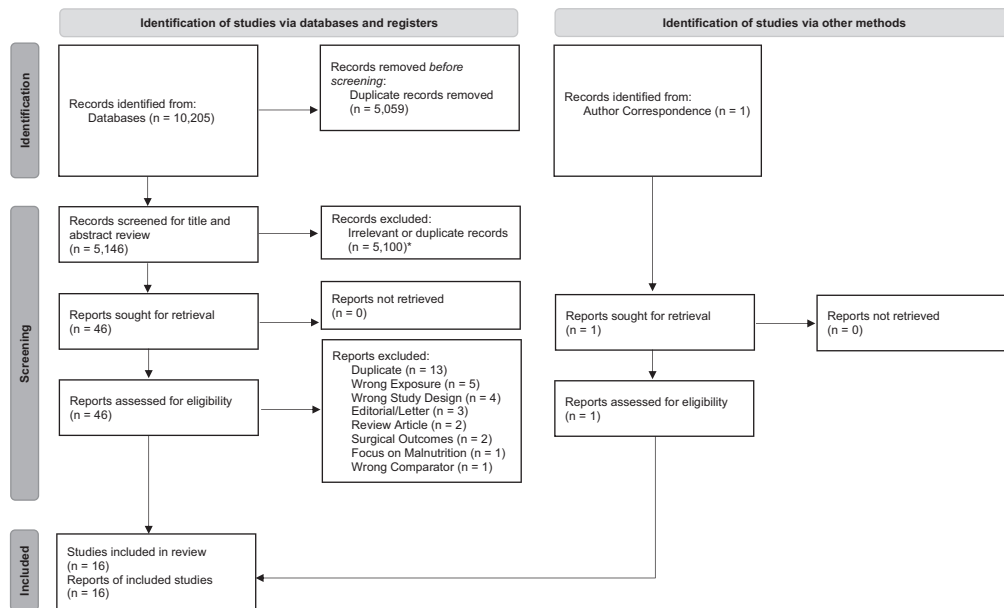 Identification of studies via databases and registers
Identification of studies via other methods
Identification
Records identified from:
Databases (n = 10,205)
Records removed before
screening:
Duplicate records removed
(n = 5,059)
Records identified from:
Author Correspondence (n = 1)
Screening
Records screened for title and
abstract review
(n = 5,146)
Records excluded:
Irrelevant or duplicate records
(n = 5,100)*
Reports sought for retrieval
(n = 46)
Reports not retrieved
(n = 0)
Reports sought for retrieval
(n = 1)
Reports not retrieved
(n = 0)
Reports assessed for eligibility
(n = 46)
Reports excluded:
Duplicate (n = 13)
Wrong Exposure (n = 5)
Wrong Study Design (n = 4)
Editorial/Letter (n = 3)
Review Article (n = 2)
Surgical Outcomes (n = 2)
Focus on Malnutrition (n = 1)
Wrong Comparator (n = 1)
Reports assessed for eligibility
(n = 1)
Included
Studies included in review
(n = 16)
Reports of included studies
(n = 16)